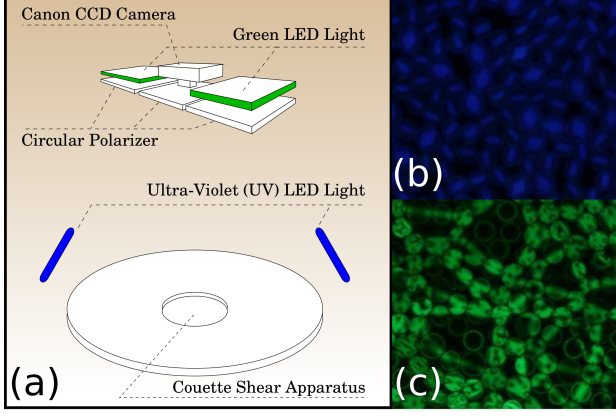 Canon CCD Camera
Green LED Light
Circular Polarizer
Ultra-Violet (UV) LED Light
Couette Shear Apparatus
(a)
(b)
(c)